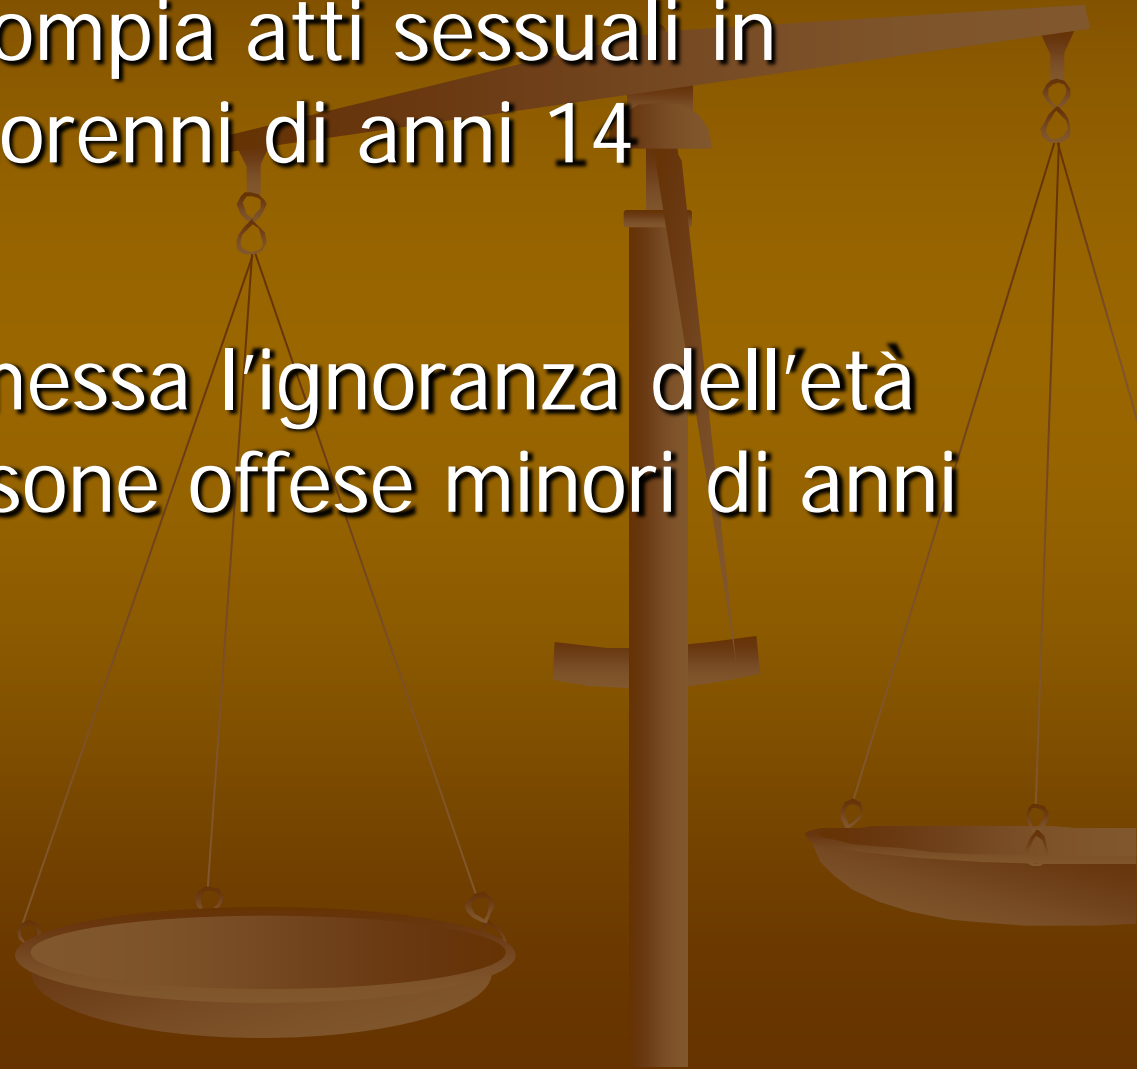 ompia atti sessuali in
orenni di anni 14
nessa l'ignoranza dell'età
sone offese minori di anni